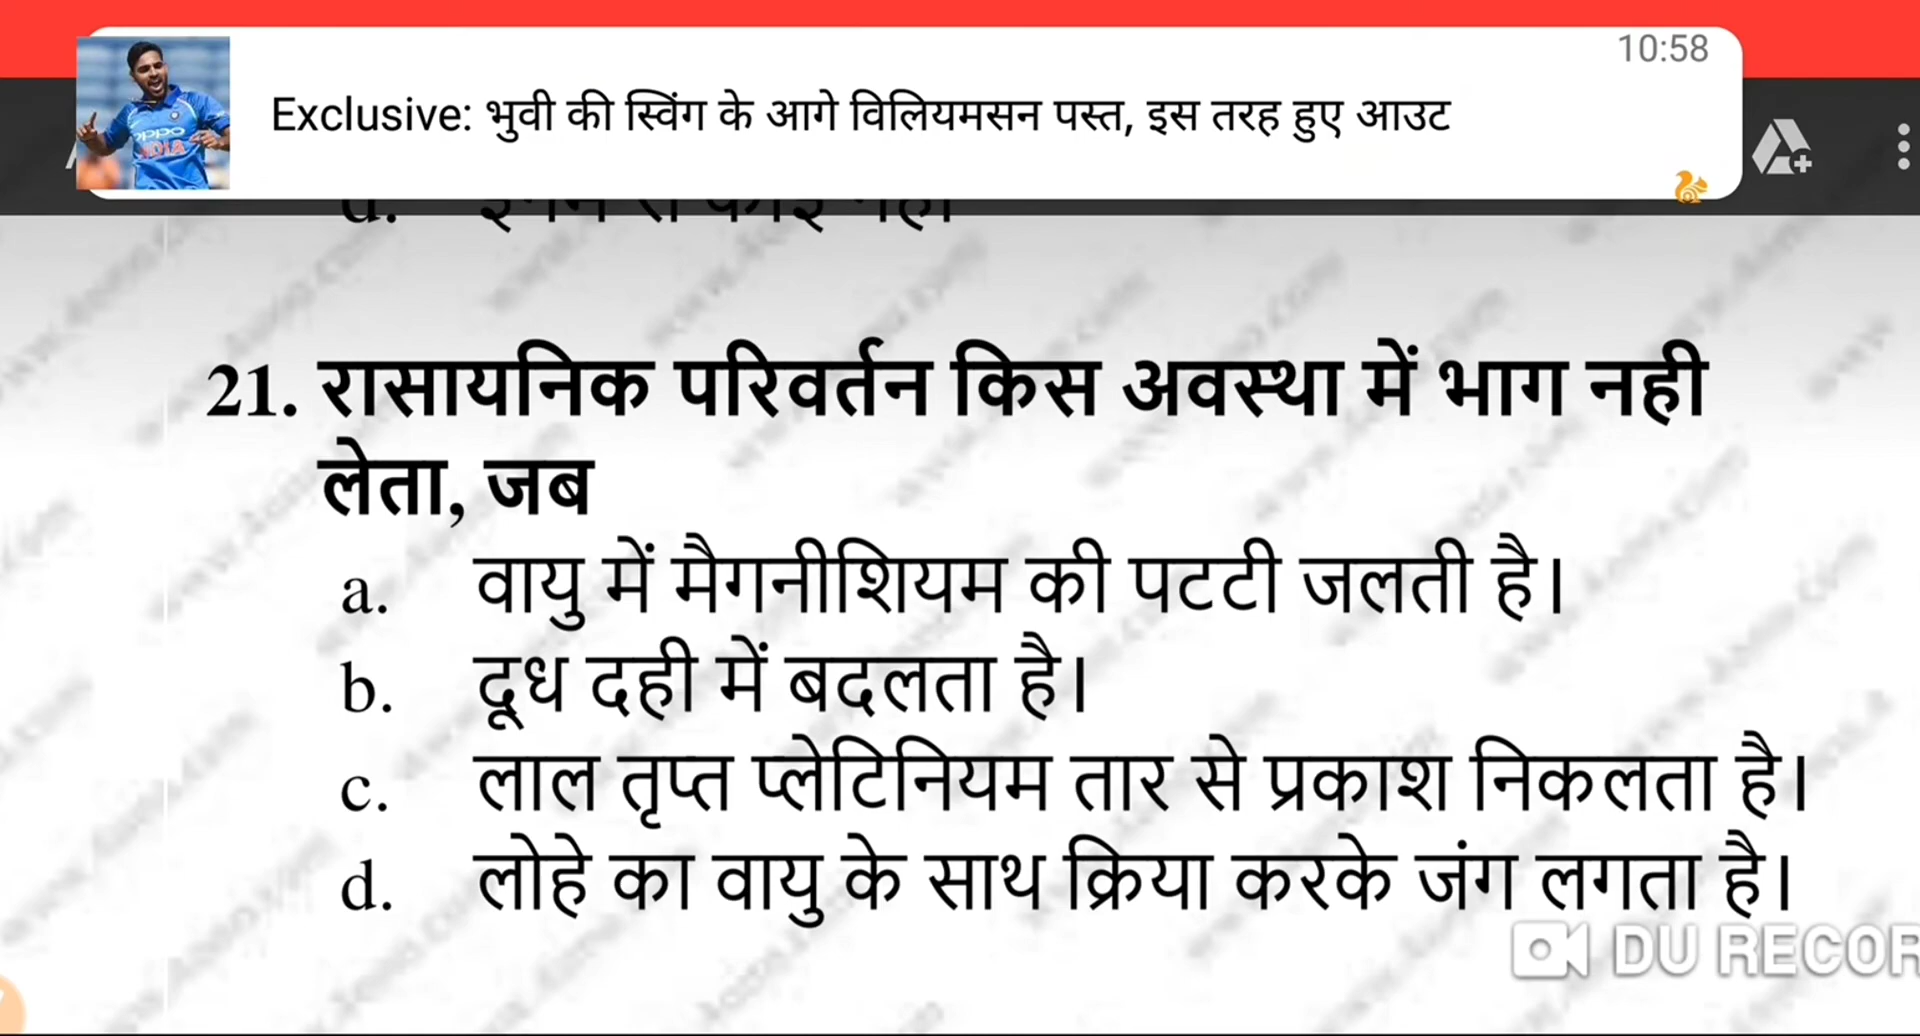 10:58
Exclusive: भुवी की स्विंग के आगे विलियमसन पस्त, इस तरह हुए आउट
21. रासायनिक परिवर्तन किस अवस्था में भाग नही
लेता, जब
a. वायु में मैगनीशियम की पटटी जलती है।
b. दूध दही में बदलता है।
c. लाल तृप्त प्लेटिनियम तार से प्रकाश निकलता है।
d. लोहे का वायु के साथ क्रिया करके जंग लगता है।
DU RECOR